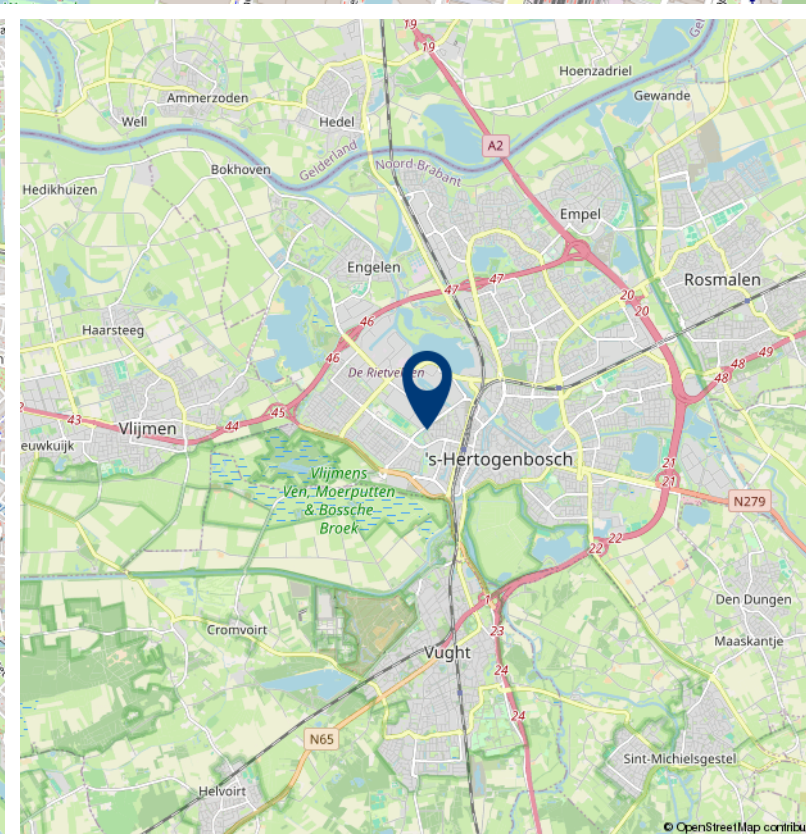 19
19
Hoenzadriel
Ammerzoden
Gewande
Well
Hedel
A2
Gelderland
Noord-Brabant
Bokhoven
Hedikhuizen
Empel
Engelen
Rosmalen
47
47
20
20
46
Haarsteeg
46
49
48
48
De Rietvelden
43
45
44
Vlijmen
euwkuijk
's-Hertogenbosch
21
21
Vlijmens
Ven, Moerputten
& Bossche
Broek
N279
22
22
1
Den Dungen
Cromvoirt
23
Maaskantje
Vught
24
24
N65
Sint-Michielsgestel
Helvoirt
© OpenStreetMap contribu